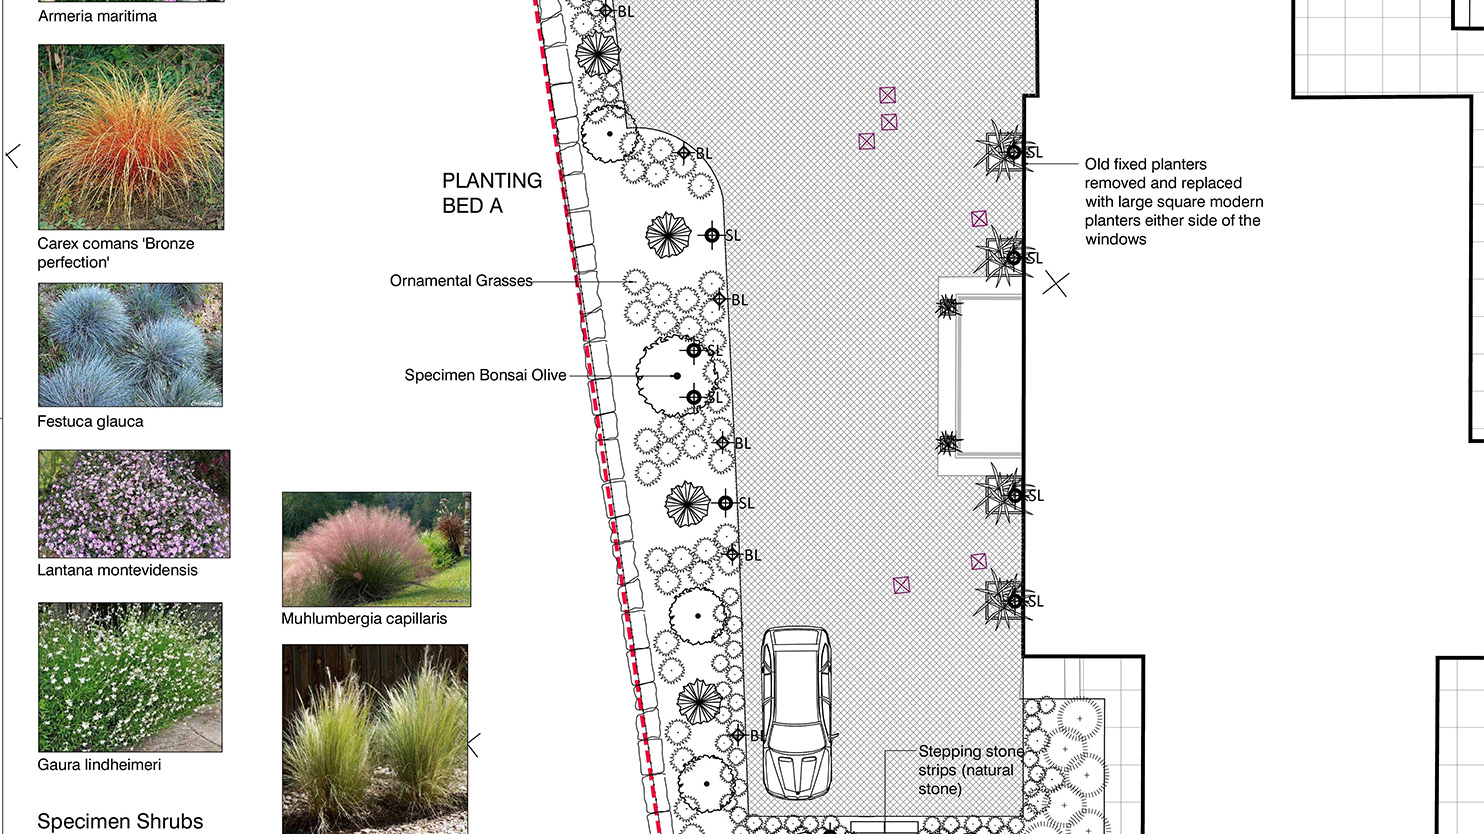 Armeria maritima
Carex comans 'Bronze
perfection'
Festuca glauca
Lantana montevidensis
Gaura lindheimeri
Specimen Shrubs
Muhlumbergia capillaris
PLANTING
BED A
Ornamental Grasses
Specimen Bonsai Olive
BL
BL
SL
BL
SL
SL
BL
SL
BL
BL
SL
SL
SL
SL
Old fixed planters
removed and replaced
with large square modern
planters either side of the
windows
Stepping stone
strips (natural
stone)